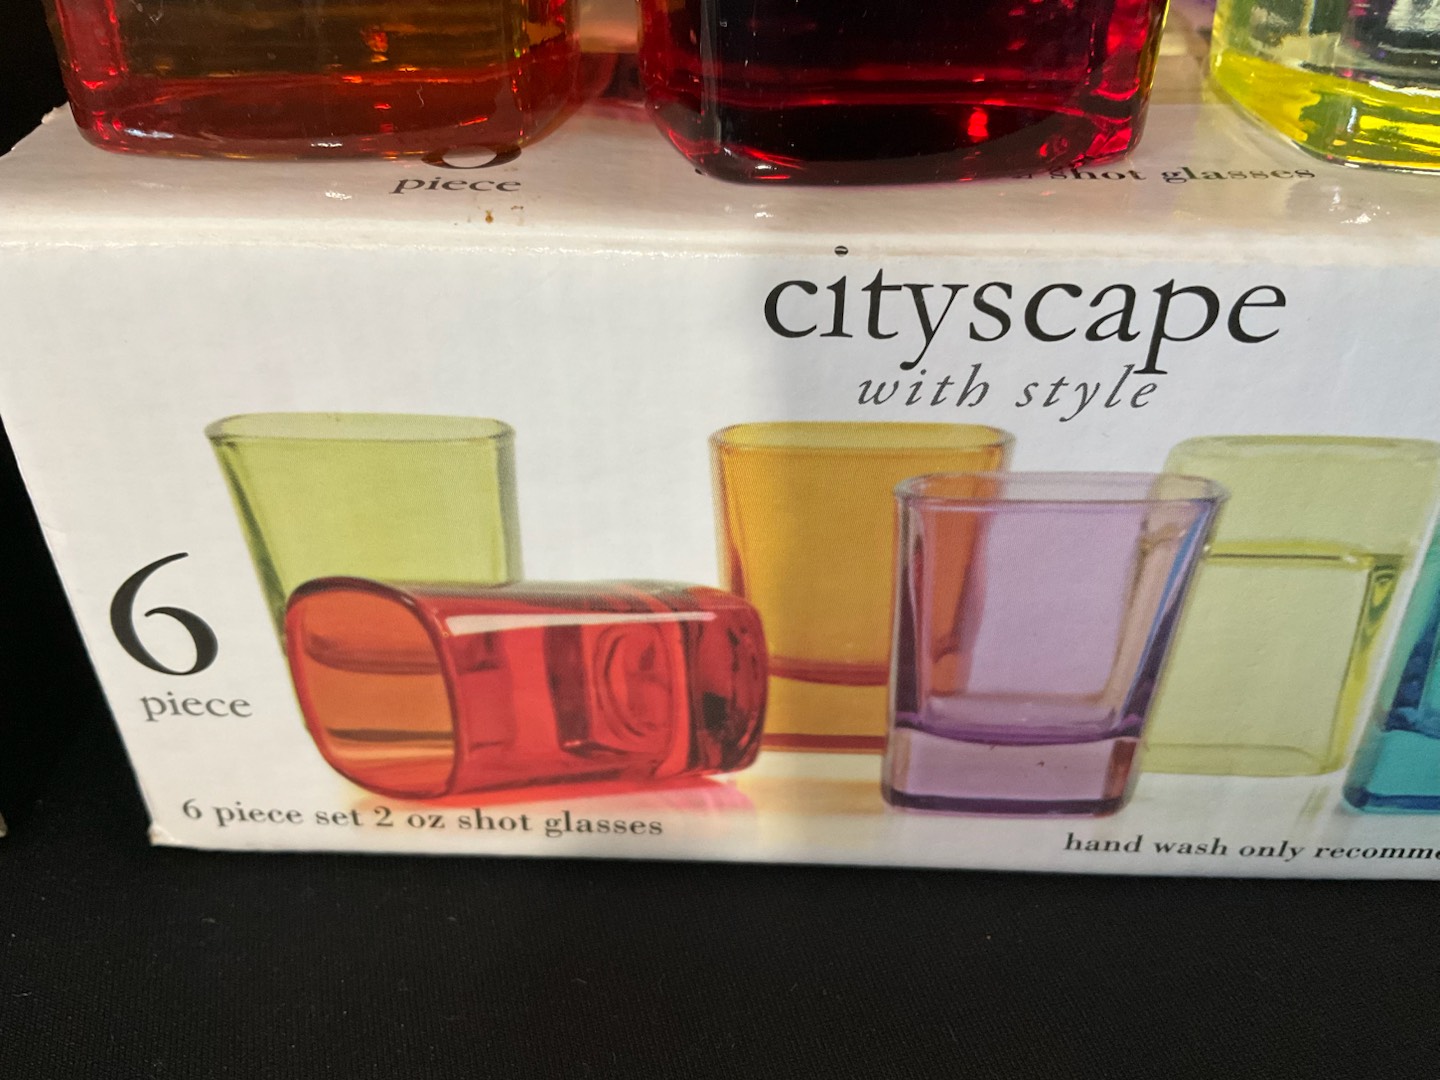 piece
shot glasses
cityscape
with style
6
piece
6 piece set 2 oz shot glasses
hand wash only